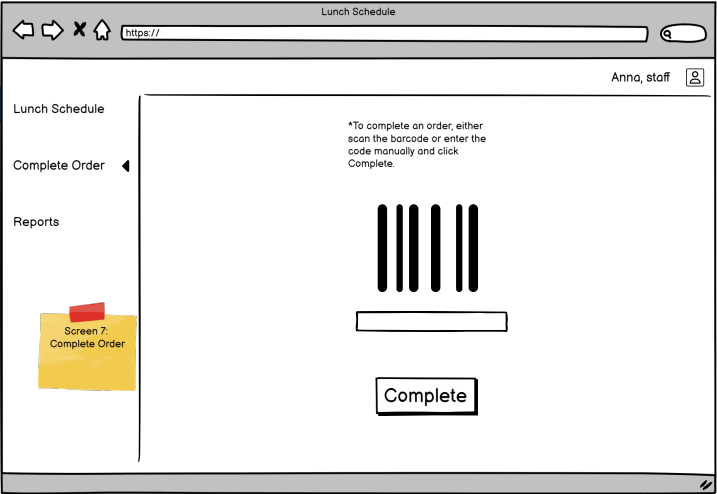 Lunch Schedule
https://
Anna, staff
Lunch Schedule
Complete Order
Reports
Screen 7:
Complete Order
*To complete an order, either
scan the barcode or enter the
code manually and click
Complete.
Complete